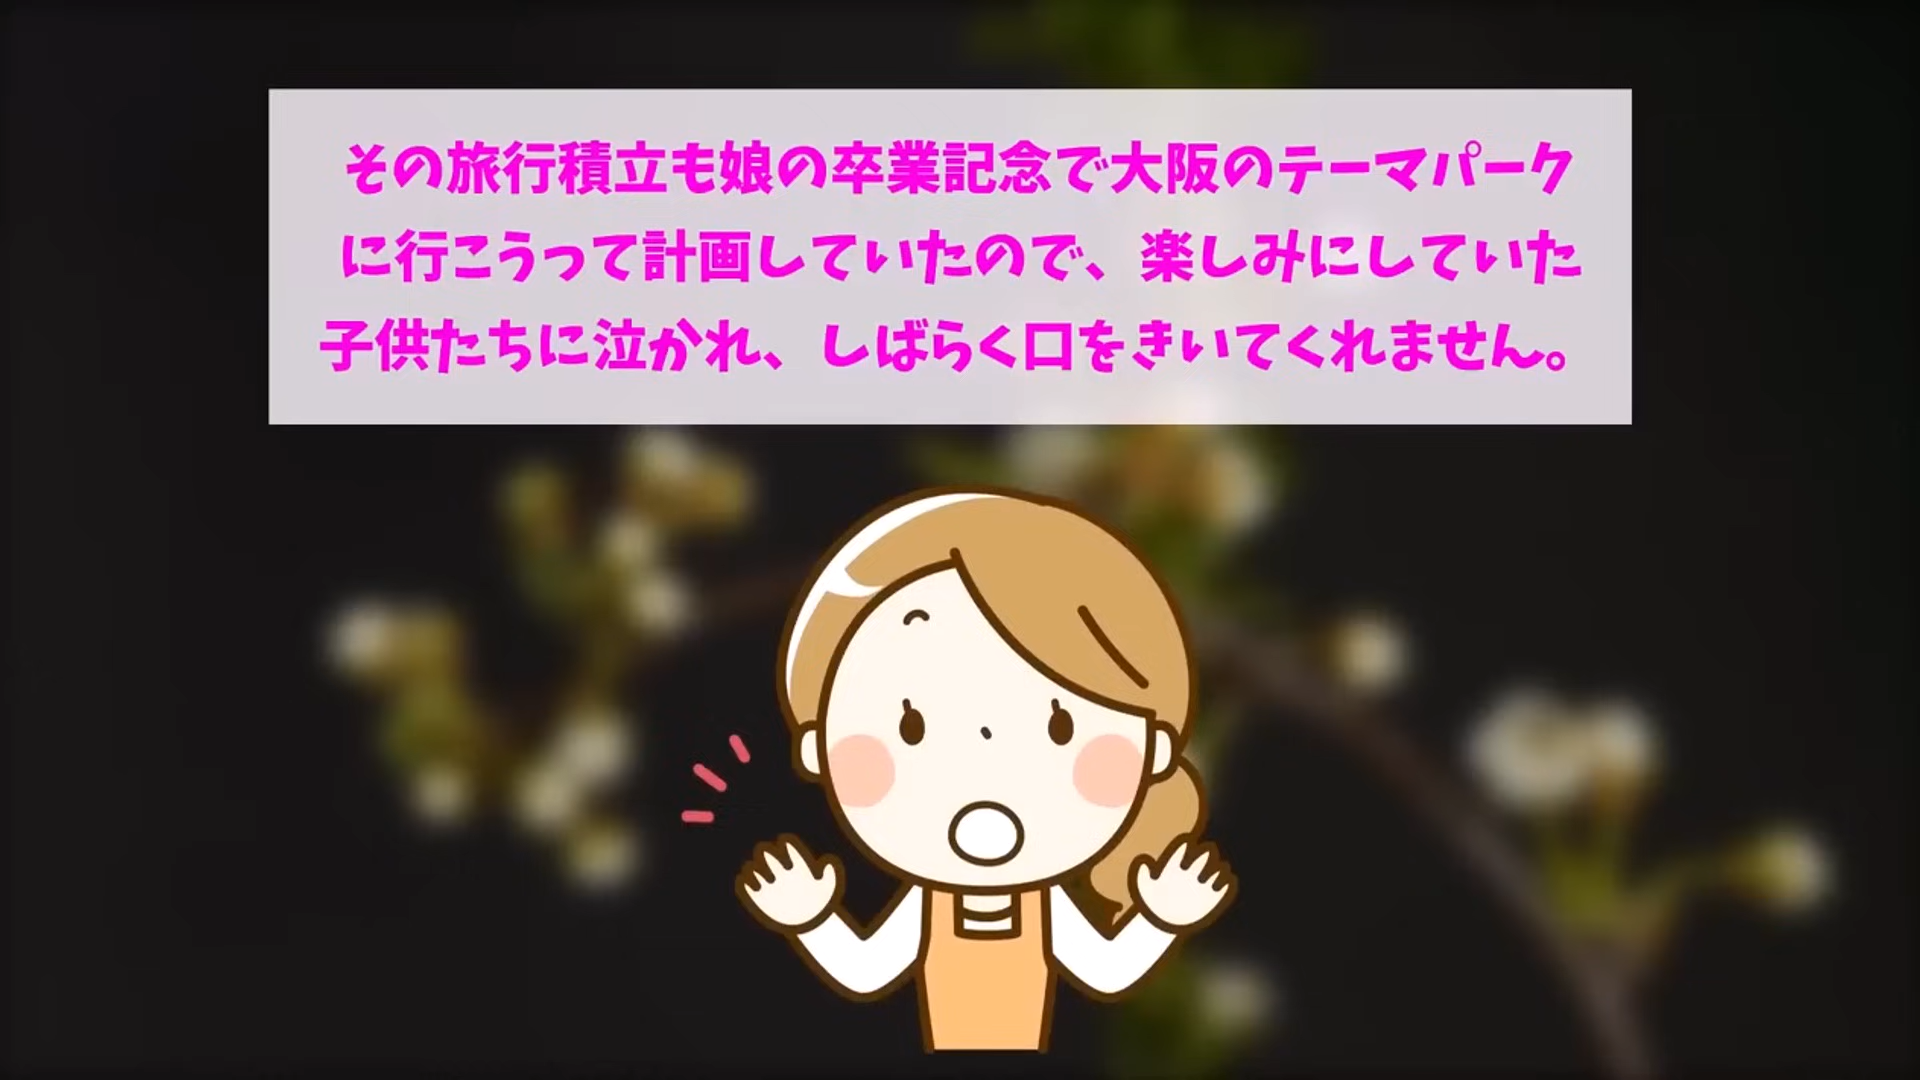 その旅行積立も娘の卒業記念で大阪のテーマパーク
に行こうって計画していたので、楽しみにしていた
子供たちに泣かれ、しばらく口をきいてくれません。